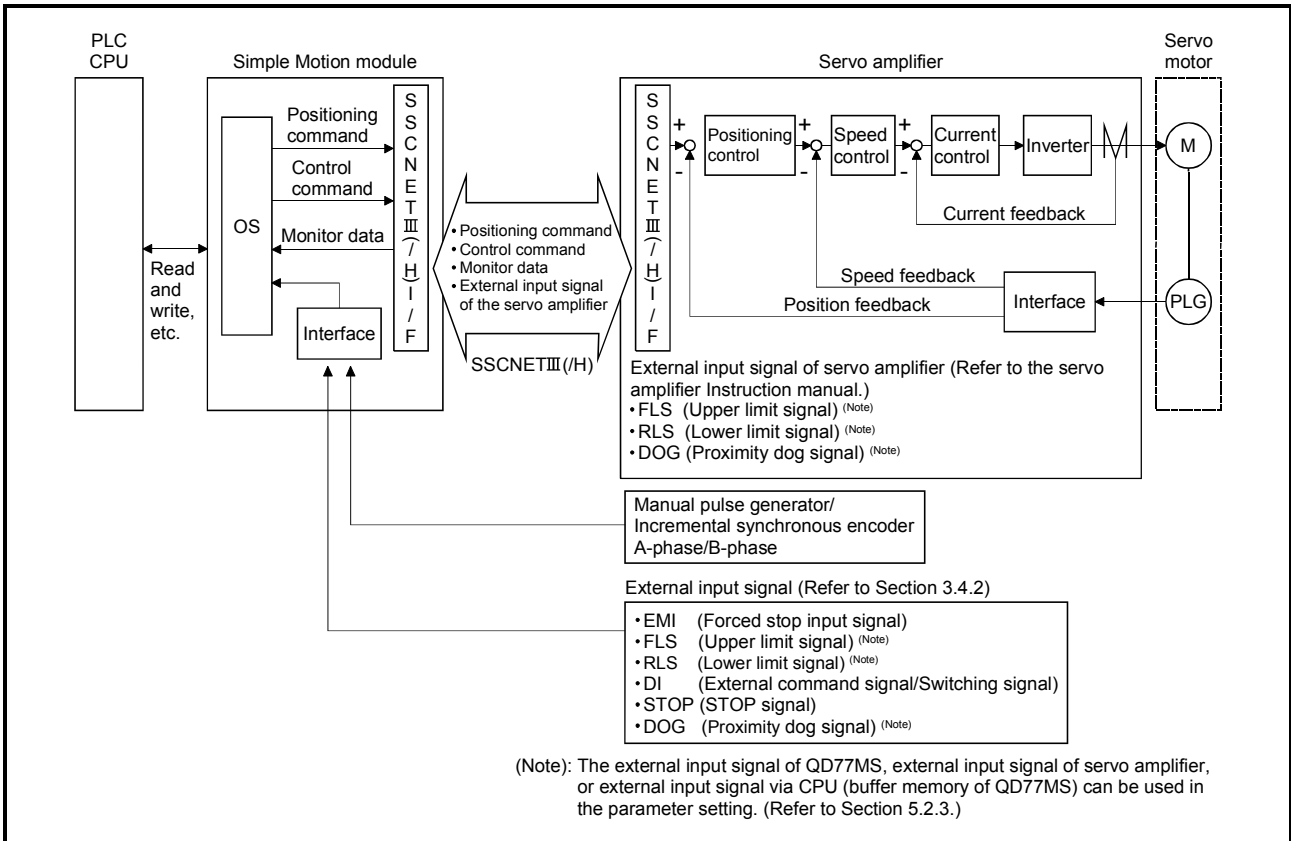 PLC
CPU
Simple Motion module
Servo amplifier
Servo
motor
OS
Positioning
command
Control
command
Monitor data
Interface
SSCNETⅢ(/H)I/F
Read
and
write,
etc.
• Positioning command
• Control command
• Monitor data
• External input signal
of the servo amplifier
SSCNETⅢ(/H)
SSCNETⅢ(/H)I/F
+
-
Positioning
control
+
-
Speed
control
+
-
Current
control
Inverter
M
Current feedback
Speed feedback
Position feedback
Interface
PLG
External input signal of servo amplifier (Refer to the servo
amplifier Instruction manual.)
• FLS (Upper limit signal) (Note)
• RLS (Lower limit signal) (Note)
• DOG (Proximity dog signal) (Note)
Manual pulse generator/
Incremental synchronous encoder
A-phase/B-phase
External input signal (Refer to Section 3.4.2)
• EMI (Forced stop input signal)
• FLS (Upper limit signal) (Note)
• RLS (Lower limit signal) (Note)
• DI (External command signal/Switching signal)
• STOP (STOP signal)
• DOG (Proximity dog signal) (Note)
(Note): The external input signal of QD77MS, external input signal of servo amplifier,
or external input signal via CPU (buffer memory of QD77MS) can be used in
the parameter setting. (Refer to Section 5.2.3.)